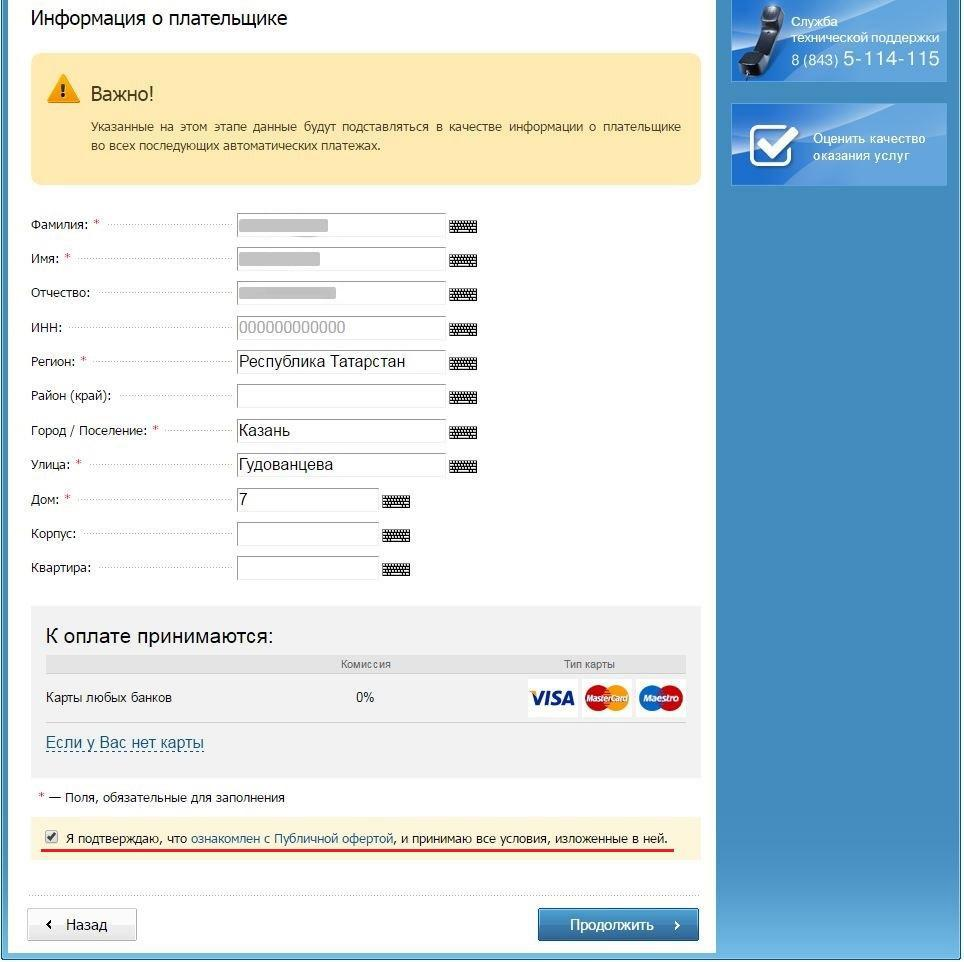 Информация о плательщике
Служба
технической поддержки
8 (843) 5-114-115
Важно!
Указанные на этом этапе данные будут подставляться в качестве информации о плательщике
во всех последующих автоматических платежах.
Оценить качество
оказания услуг
Фамилия: *
Имя: *
Отчество:
ИНН: 000000000000
Регион: * Республика Татарстан
Район (край):
Город / Поселение: * Казань
Улица: * Гудованцева
Дом: * 7
Корпус:
Квартира:
К оплате принимаются:
Комиссия Тип карты
Карты любых банков 0% VISA MasterCard Maestro
Если у Вас нет карты
* — Поля, обязательные для заполнения
Я подтверждаю, что ознакомлен с Публичной офертой, и принимаю все условия, изложенные в ней.
Назад Продолжить